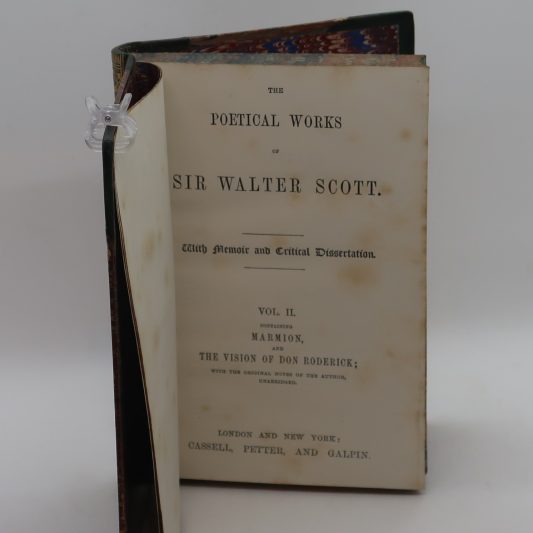 THE
POETICAL WORKS
OF
SIR WALTER SCOTT.
With Memoir and Critical Dissertation.
VOL. II.
CONTAINING
MARMION,
AND
THE VISION OF DON RODERICK;
WITH THE ORIGINAL NOTES OF THE AUTHOR,
UNABRIDGED.
LONDON AND NEW YORK:
CASSELL, PETTER, AND GALPIN.